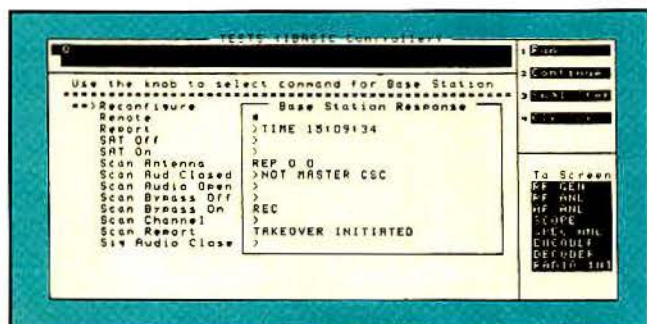 TESTS (IBASIC Controller)
0
1 Run
2 Continue
Use the knob to select command for Base Station
==>Reconfigure
Remote
Report
SAT Off
SAT On
Scan Antenna
Scan Aud Closed
Scan Audio Open
Scan Bypass Off
Scan Bypass On
Scan Channel
Scan Report
Sig Audio Close
Base Station Response
#
>TIME 15:09:34
>
>
REP 0 0
>NOT MASTER CSC
>
>
REC
>
TAKEOVER INITIATED
>
To Screen
RF GEN
RF ANL
AF ANL
SCOPE
SPEC ANL
ENCODER
DECODER
RADIO INT